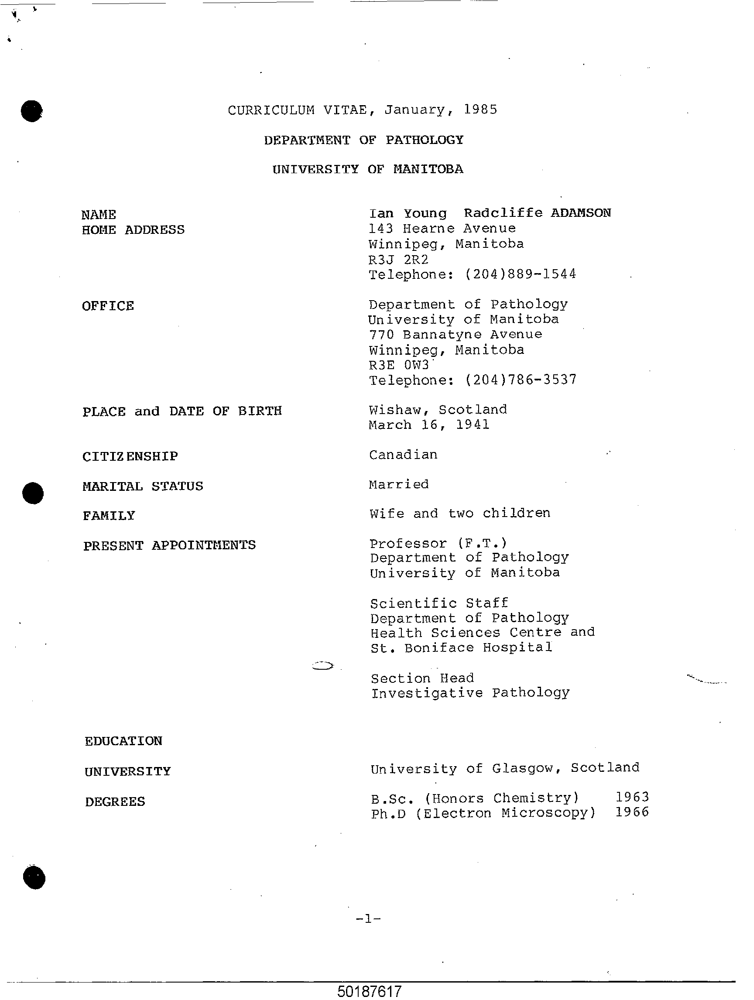 CURRICULUM VITAE, January, 1985
DEPARTMENT OF PATHOLOGY
UNIVERSITY OF MANITOBA
NAME Ian Young Radcliffe ADAMSON
HOME ADDRESS 143 Hearne Avenue
Winnipeg, Manitoba
R3J 2R2
Telephone: (204)889-1544
OFFICE Department of Pathology
University of Manitoba
770 Bannatyne Avenue
Winnipeg, Manitoba
R3E 0W3
Telephone: (204)786-3537
PLACE and DATE OF BIRTH Wishaw, Scotland
March 16, 1941
CITIZENSHIP Canadian
MARITAL STATUS Married
FAMILY Wife and two children
PRESENT APPOINTMENTS Professor (F.T.)
Department of Pathology
University of Manitoba
Scientific Staff
Department of Pathology
Health Sciences Centre and
St. Boniface Hospital
Section Head
Investigative Pathology
EDUCATION
UNIVERSITY University of Glasgow, Scotland
DEGREES B.Sc. (Honors Chemistry) 1963
Ph.D (Electron Microscopy) 1966
-1-
50187617